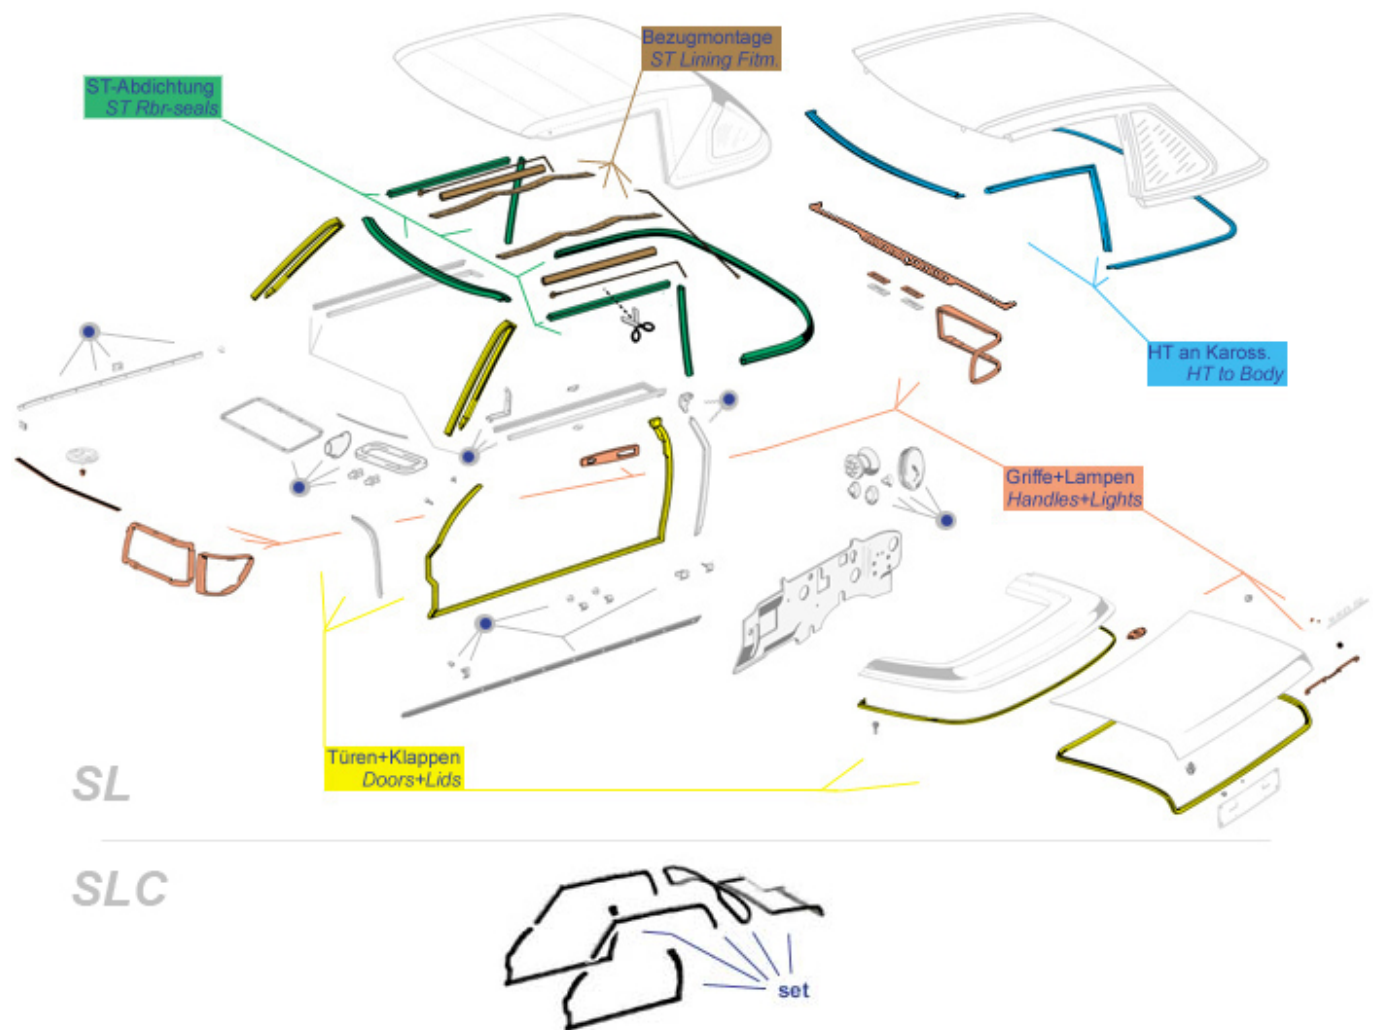 Bezugmontage
ST Lining Fitm.
ST-Abdichtung
ST Rbr-seals
HT an Kaross.
HT to Body
Griffe+Lampen
Handles+Lights
Türen+Klappen
Doors+Lids
SL
SLC
set